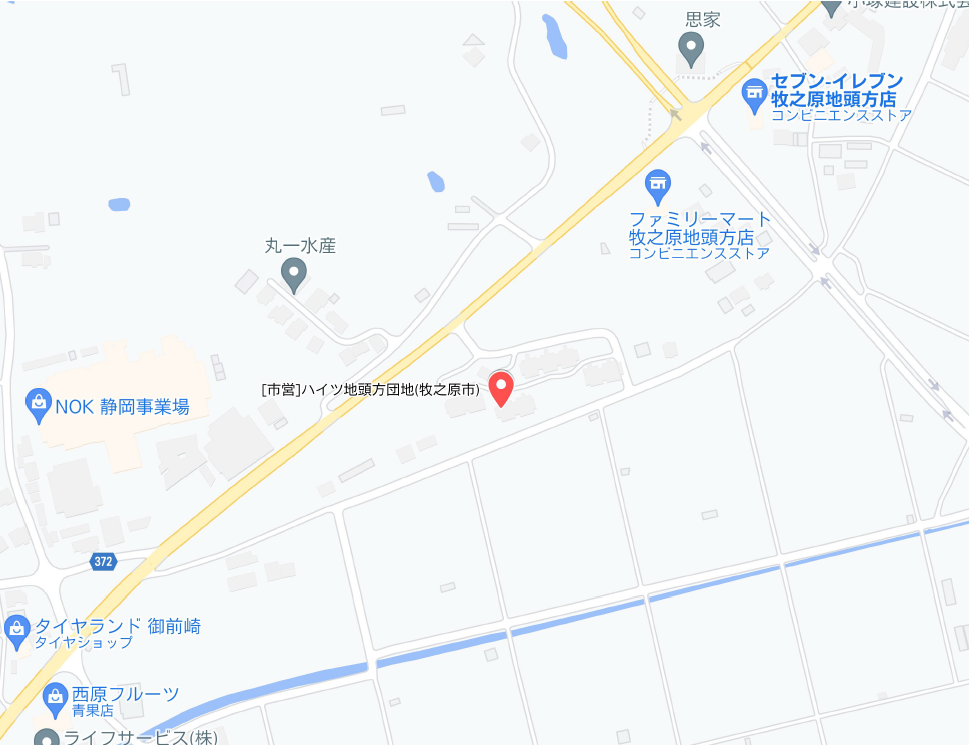 思家
セブン-イレブン
牧之原地頭方店
コンビニエンスストア
ファミリーマート
牧之原地頭方店
コンビニエンスストア
丸一水産
[市営]ハイツ地頭方団地(牧之原市)
NOK 静岡事業場
372
タイヤランド 御前崎
タイヤショップ
西原フルーツ
青果店
ライフサービス(株)